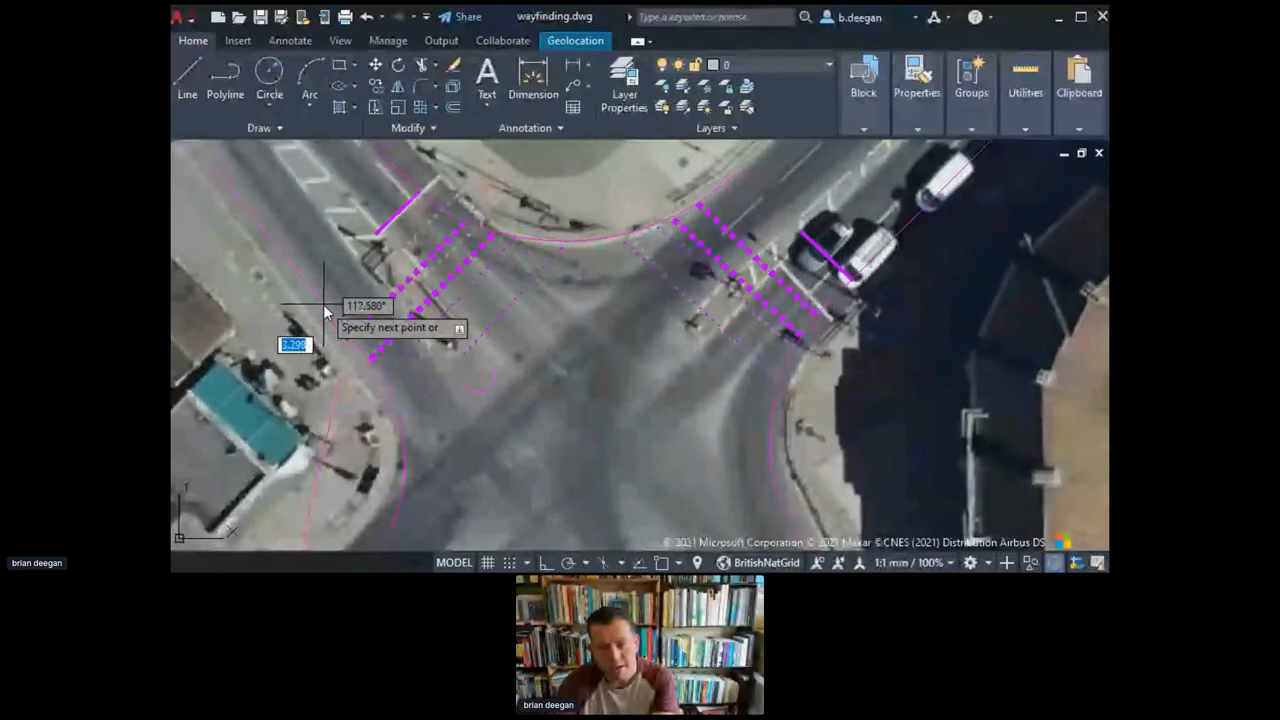 Share
wayfinding.dwg
Type a keyword or phrase.
b.deegan
Home Insert Annotate View Manage Output Collaborate Geolocation
0
Line Polyline Circle Arc Text Dimension Layer Properties Block Properties Groups Utilities Clipboard
Draw Modify Annotation Layers
117.580°
Specify next point or
3.299
Y
X
© 2021 Microsoft Corporation © 2021 Maxar ©CNES (2021) Distribution Airbus DS
MODEL BritishNatGrid 1:1 mm / 100%
brian deegan
brian deegan